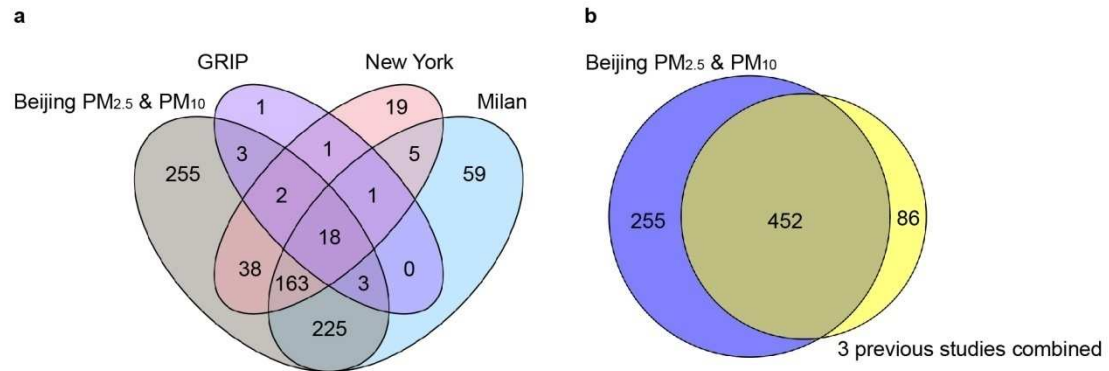 a
GRIP
New York
Beijing PM2.5 & PM10
Milan
1
19
3
1
5
255
59
2
1
18
38
163
3
0
225
b
Beijing PM2.5 & PM10
255
452
86
3 previous studies combined